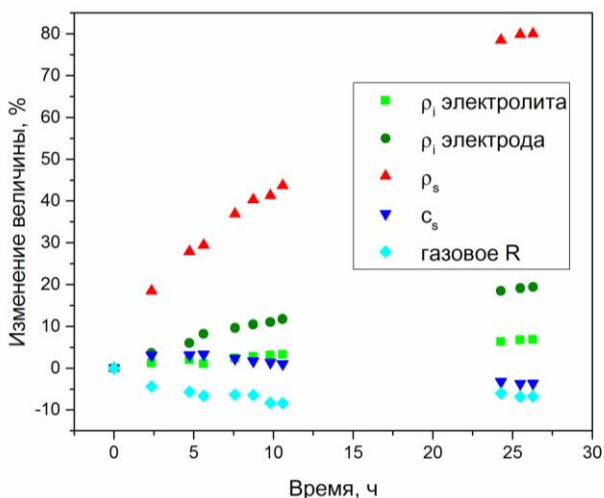 80
70
60
50
40
30
20
10
0
-10
Изменение величины, %
ρi электролита
ρi электрода
ρs
cs
газовое R
0 5 10 15 20 25 30
Время, ч